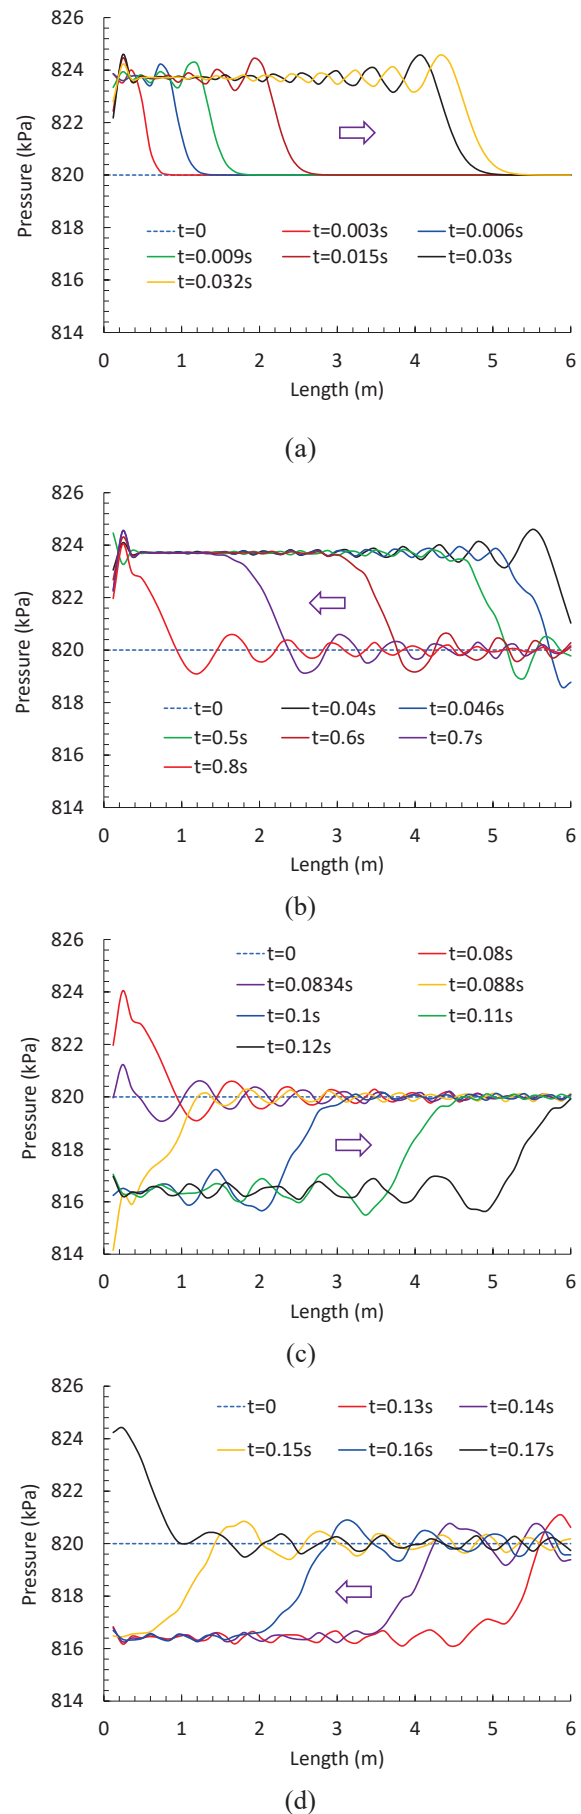 826
824
822
820
818
816
814
Pressure (kPa)
t=0 t=0.003s t=0.006s
t=0.009s t=0.015s t=0.03s
t=0.032s
0 1 2 3 4 5 6
Length (m)
(a)
826
824
822
820
818
816
814
Pressure (kPa)
t=0 t=0.04s t=0.046s
t=0.5s t=0.6s t=0.7s
t=0.8s
0 1 2 3 4 5 6
Length (m)
(b)
826
824
822
820
818
816
814
Pressure (kPa)
t=0 t=0.08s
t=0.0834s t=0.088s
t=0.1s t=0.11s
t=0.12s
0 1 2 3 4 5 6
Length (m)
(c)
826
824
822
820
818
816
814
Pressure (kPa)
t=0 t=0.13s t=0.14s
t=0.15s t=0.16s t=0.17s
0 1 2 3 4 5 6
Length (m)
(d)